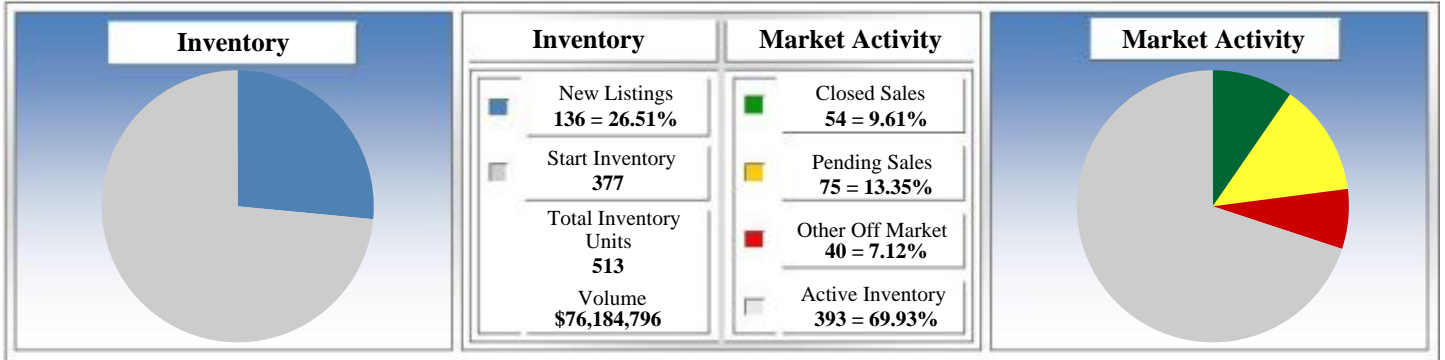 Inventory
Inventory
Market Activity
Market Activity
New Listings
136 = 26.51%
Start Inventory
377
Total Inventory
Units
513
Volume
$76,184,796
Closed Sales
54 = 9.61%
Pending Sales
75 = 13.35%
Other Off Market
40 = 7.12%
Active Inventory
393 = 69.93%